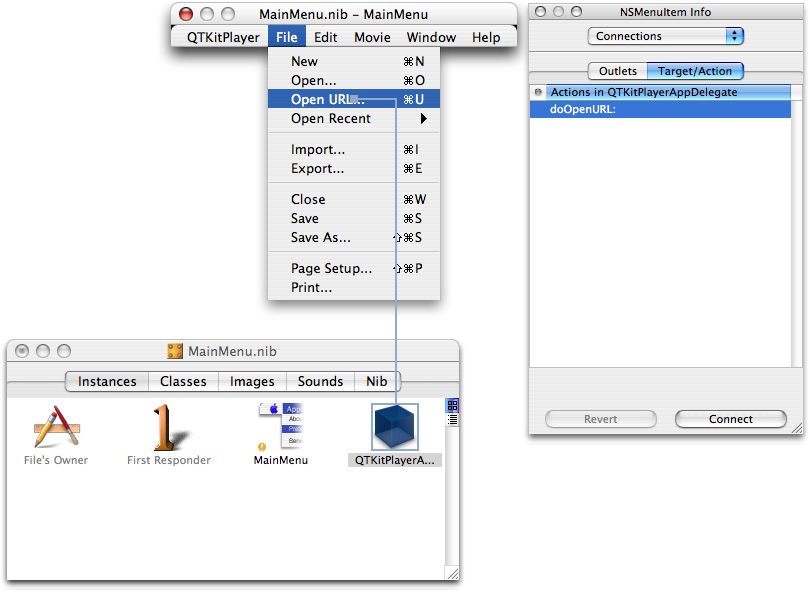 MainMenu.nib – MainMenu
QTKitPlayer File Edit Movie Window Help
New ⌘N
Open... ⌘O
Open URL... ⌘U
Open Recent ▶
Import... ⌘I
Export... ⌘E
Close ⌘W
Save ⌘S
Save As... ⇧⌘S
Page Setup... ⇧⌘P
Print...
NSMenuItem Info
Connections
Outlets Target/Action
Actions in QTKitPlayerAppDelegate
doOpenURL:
Revert Connect
MainMenu.nib
Instances Classes Images Sounds Nib
File's Owner First Responder MainMenu QTKitPlayerA...